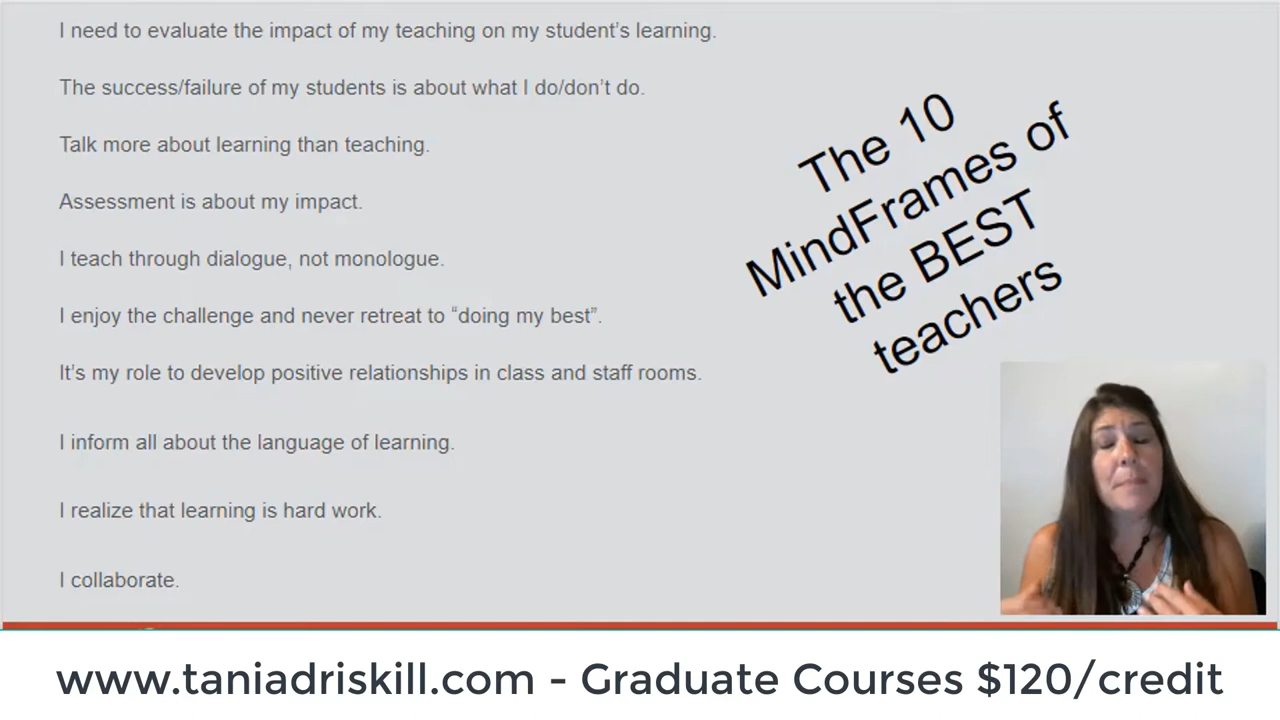 I need to evaluate the impact of my teaching on my student’s learning.
The success/failure of my students is about what I do/don’t do.
Talk more about learning than teaching.
Assessment is about my impact.
I teach through dialogue, not monologue.
I enjoy the challenge and never retreat to “doing my best”.
It’s my role to develop positive relationships in class and staff rooms.
I inform all about the language of learning.
I realize that learning is hard work.
I collaborate.
The 10
MindFrames of
the BEST
teachers
www.taniadriskill.com - Graduate Courses $120/credit